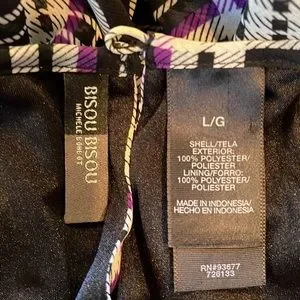 BISOU BISOU
MICHELE BOHBOT
L/G
SHELL/TELA
EXTERIOR:
100% POLYESTER/
POLIESTER
LINING/FORRO:
100% POLYESTER/
POLIESTER
MADE IN INDONESIA/
HECHO EN INDONESIA
RN#93677
726133